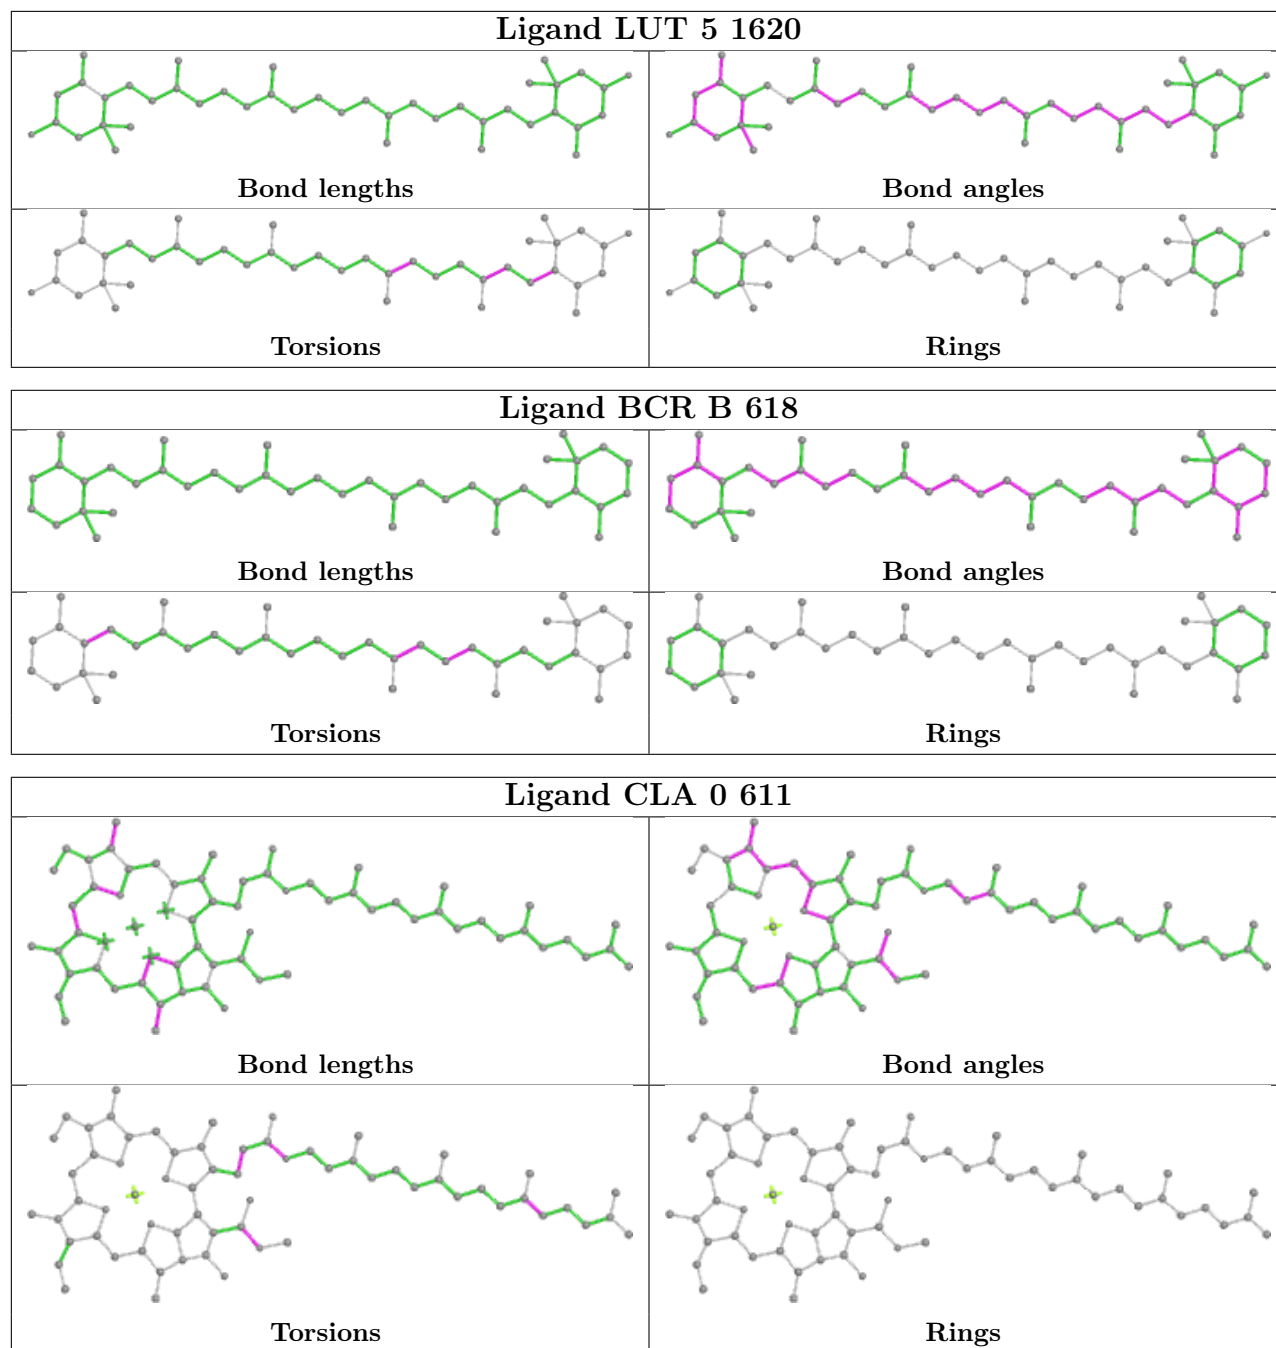 Ligand LUT 5 1620
Bond lengths
Bond angles
Torsions
Rings
Ligand BCR B 618
Bond lengths
Bond angles
Torsions
Rings
Ligand CLA 0 611
Bond lengths
Bond angles
Torsions
Rings